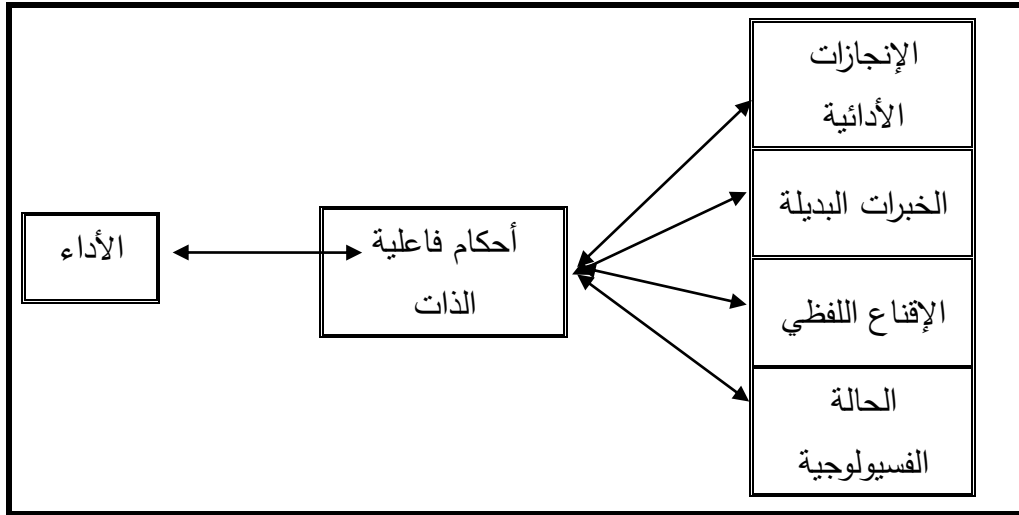 الإنجازات
الأدائية
الخبرات البديلة
الإقناع اللفظي
الحالة
الفسيولوجية
أحكام فاعلية
الذات
الأداء